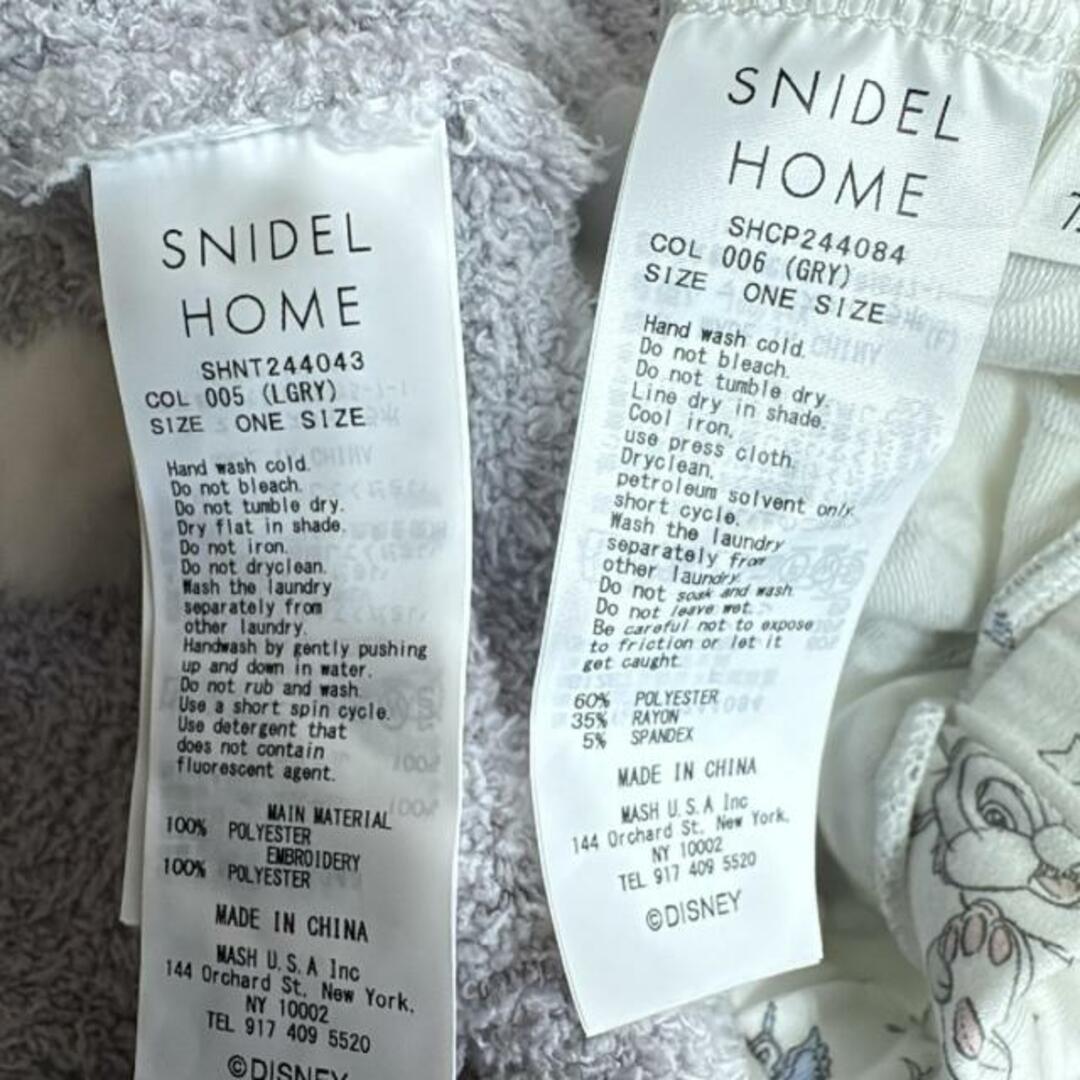 SNIDEL
HOME
SHNT244043
COL 005 (LGRY)
SIZE ONE SIZE
Hand wash cold.
Do not bleach.
Do not tumble dry.
Dry flat in shade.
Do not iron.
Do not dryclean.
Wash the laundry
separately from
other laundry.
Handwash by gently pushing
up and down in water.
Do not rub and wash.
Use a short spin cycle.
Use detergent that
does not contain
fluorescent agent.
MAIN MATERIAL
100% POLYESTER
EMBROIDERY
100% POLYESTER
MADE IN CHINA
MASH U.S.A Inc
144 Orchard St. New York.
NY 10002
TEL 917 409 5520
©DISNEY
SNIDEL
HOME
SHCP244084
COL 006 (GRY)
SIZE ONE SIZE
Hand wash cold.
Do not bleach.
Do not tumble dry.
Line dry in shade.
Cool iron,
use press cloth.
Dryclean,
petroleum solvent only.
short cycle.
Wash the laundry
separately from
other laundry.
Do not soak and wash.
Do not leave wet.
Be careful not to expose
to friction or let it
get caught.
60% POLYESTER
35% RAYON
5% SPANDEX
MADE IN CHINA
MASH U.S.A Inc
144 Orchard St. New York,
NY 10002
TEL 917 409 5520
©DISNEY